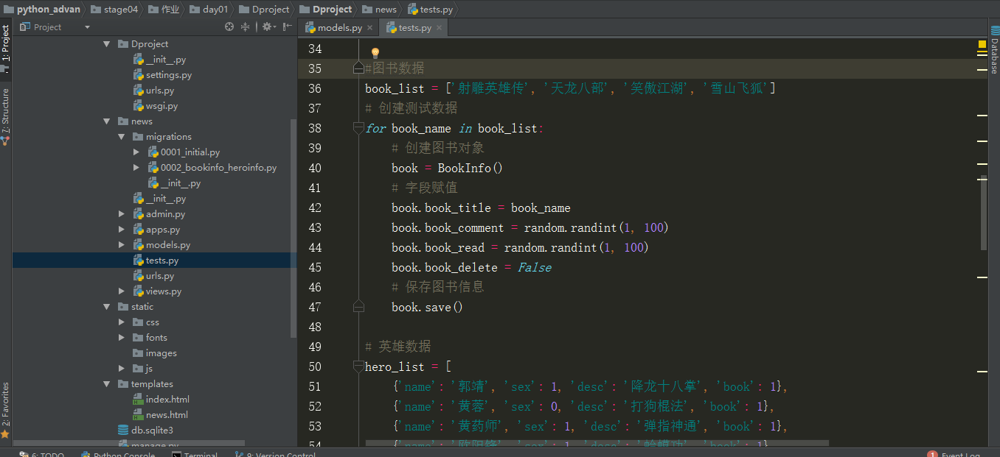 python_advan stage04 作业 day01 Dproject Dproject news tests.py
Project
models.py tests.py
1: Project
7: Structure
2: Favorites
Database
Dproject
__init__.py
settings.py
urls.py
wsgi.py
news
migrations
0001_initial.py
0002_bookinfo_heroinfo.py
__init__.py
__init__.py
admin.py
apps.py
models.py
tests.py
urls.py
views.py
static
css
fonts
images
js
templates
index.html
news.html
db.sqlite3
manage.py
34
35 #图书数据
36 book_list = ['射雕英雄传', '天龙八部', '笑傲江湖', '雪山飞狐']
37 # 创建测试数据
38 for book_name in book_list:
39 # 创建图书对象
40 book = BookInfo()
41 # 字段赋值
42 book.book_title = book_name
43 book.book_comment = random.randint(1, 100)
44 book.book_read = random.randint(1, 100)
45 book.book_delete = False
46 # 保存图书信息
47 book.save()
48
49 # 英雄数据
50 hero_list = [
51 {'name': '郭靖', 'sex': 1, 'desc': '降龙十八掌', 'book': 1},
52 {'name': '黄蓉', 'sex': 0, 'desc': '打狗棍法', 'book': 1},
53 {'name': '黄药师', 'sex': 1, 'desc': '弹指神通', 'book': 1},
54 {'name': '欧阳锋', 'sex': 1, 'desc': '蛤蟆功', 'book': 1}
6: TODO Python Console Terminal 9: Version Control 1 Event Log